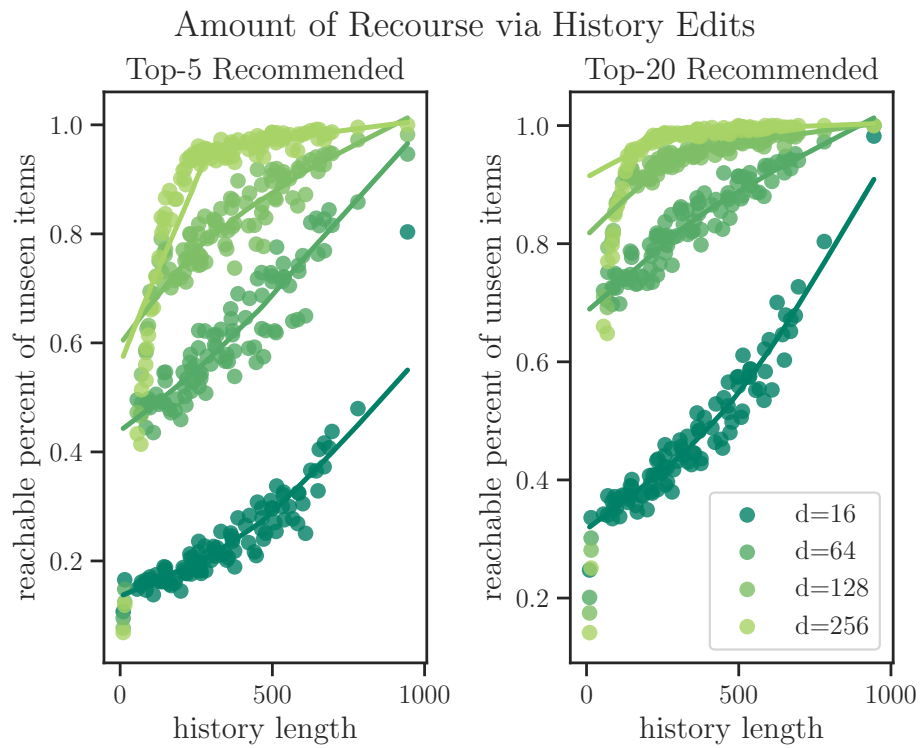 Amount of Recourse via History Edits
Top-5 Recommended
reachable percent of unseen items
1.0
0.8
0.6
0.4
0.2
0
500
1000
history length
Top-20 Recommended
reachable percent of unseen items
1.0
0.8
0.6
0.4
0.2
d=16
d=64
d=128
d=256
0
500
1000
history length